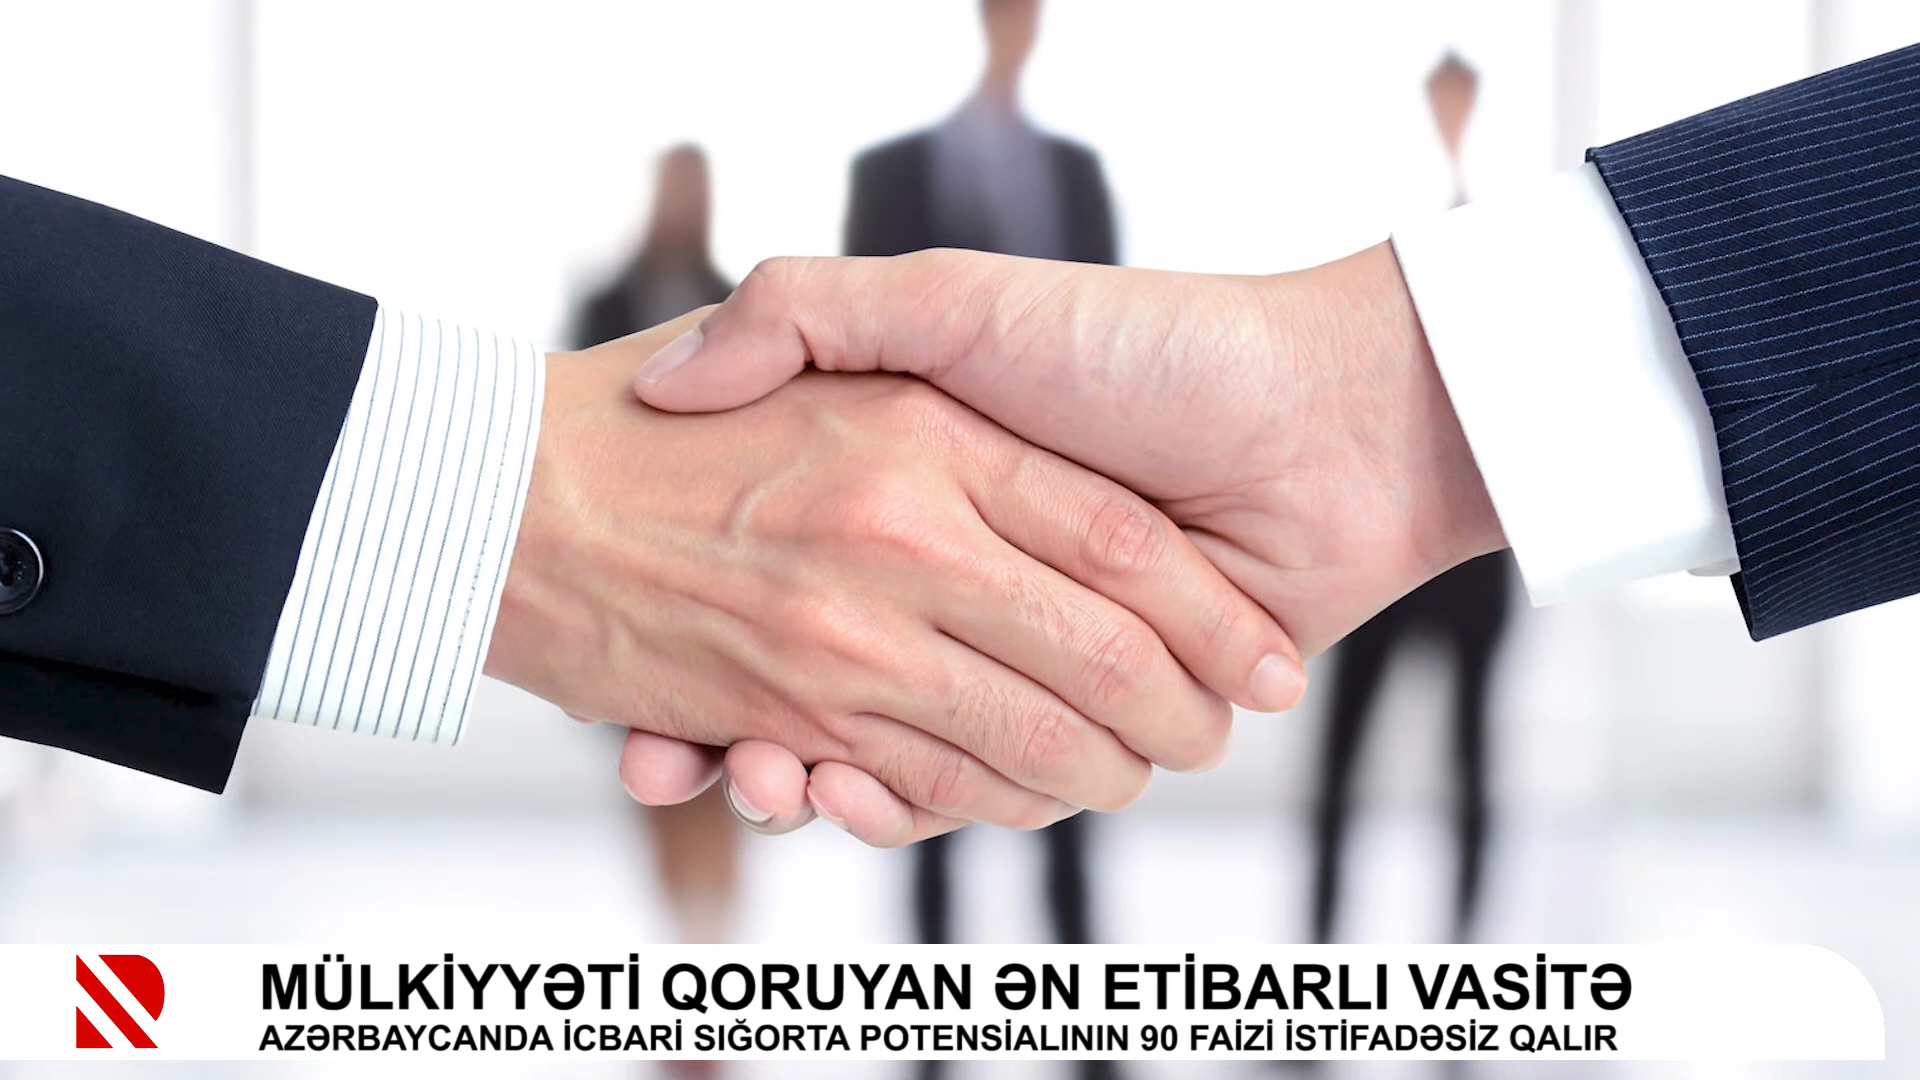 MÜLKİYYƏTİ QORUYAN ƏN ETİBARLI VASİTƏ
AZƏRBAYCANDA İCBARİ SIĞORTA POTENSİALININ 90 FAİZİ İSTİFADƏSİZ QALIR